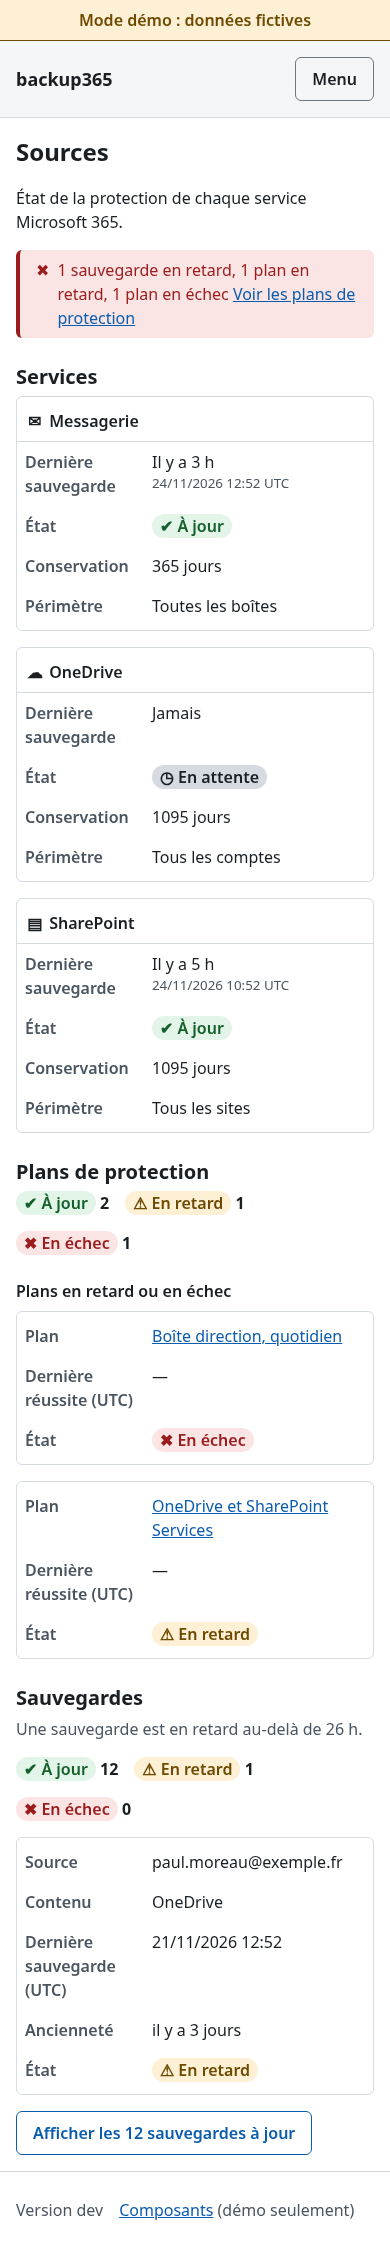 Mode démo : données fictives
backup365
Menu
Sources
État de la protection de chaque service
Microsoft 365.
✖ 1 sauvegarde en retard, 1 plan en
retard, 1 plan en échec Voir les plans de
protection
Services
✉ Messagerie
Dernière
sauvegarde
Il y a 3 h
24/11/2026 12:52 UTC
État
✔ À jour
Conservation
365 jours
Périmètre
Toutes les boîtes
☁ OneDrive
Dernière
sauvegarde
Jamais
État
◷ En attente
Conservation
1095 jours
Périmètre
Tous les comptes
▤ SharePoint
Dernière
sauvegarde
Il y a 5 h
24/11/2026 10:52 UTC
État
✔ À jour
Conservation
1095 jours
Périmètre
Tous les sites
Plans de protection
✔ À jour 2 ⚠ En retard 1
✖ En échec 1
Plans en retard ou en échec
Plan
Boîte direction, quotidien
Dernière
réussite (UTC)
—
État
✖ En échec
Plan
OneDrive et SharePoint
Services
Dernière
réussite (UTC)
—
État
⚠ En retard
Sauvegardes
Une sauvegarde est en retard au-delà de 26 h.
✔ À jour 12 ⚠ En retard 1
✖ En échec 0
Source
paul.moreau@exemple.fr
Contenu
OneDrive
Dernière
sauvegarde
(UTC)
21/11/2026 12:52
Ancienneté
il y a 3 jours
État
⚠ En retard
Afficher les 12 sauvegardes à jour
Version dev Composants (démo seulement)